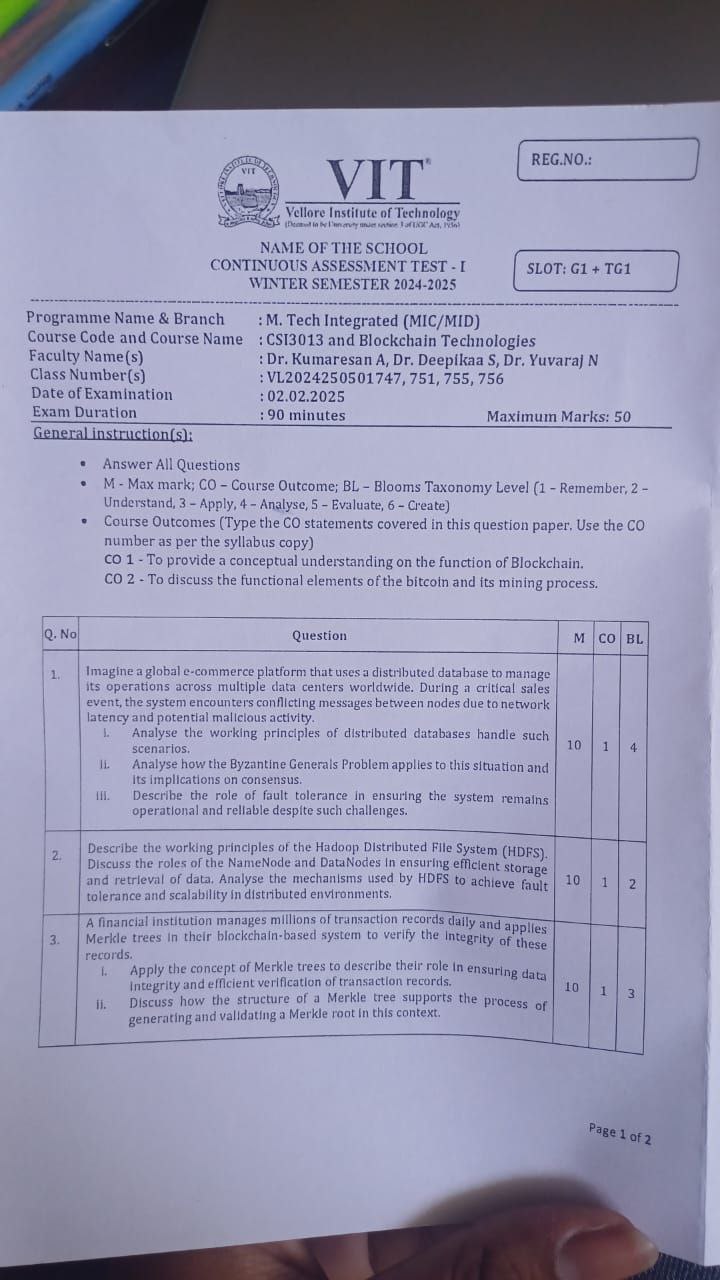 VIT
VIT®
Vellore Institute of Technology
(Deemed to be University under section 3 of UGC Act, 1956)
REG.NO.:
NAME OF THE SCHOOL
CONTINUOUS ASSESSMENT TEST - I
WINTER SEMESTER 2024-2025
SLOT: G1 + TG1
Programme Name & Branch : M. Tech Integrated (MIC/MID)
Course Code and Course Name : CSI3013 and Blockchain Technologies
Faculty Name(s) : Dr. Kumaresan A, Dr. Deepikaa S, Dr. Yuvaraj N
Class Number(s) : VL2024250501747, 751, 755, 756
Date of Examination : 02.02.2025
Exam Duration : 90 minutes Maximum Marks: 50
General instruction(s):
• Answer All Questions
• M - Max mark; CO – Course Outcome; BL – Blooms Taxonomy Level (1 – Remember, 2 –
Understand, 3 – Apply, 4 – Analyse, 5 – Evaluate, 6 – Create)
• Course Outcomes (Type the CO statements covered in this question paper. Use the CO
number as per the syllabus copy)
CO 1 - To provide a conceptual understanding on the function of Blockchain.
CO 2 - To discuss the functional elements of the bitcoin and its mining process.
Q. No Question M CO BL
1. Imagine a global e-commerce platform that uses a distributed database to manage
its operations across multiple data centers worldwide. During a critical sales
event, the system encounters conflicting messages between nodes due to network
latency and potential malicious activity.
i. Analyse the working principles of distributed databases handle such
scenarios.
ii. Analyse how the Byzantine Generals Problem applies to this situation and
its implications on consensus.
iii. Describe the role of fault tolerance in ensuring the system remains
operational and reliable despite such challenges.
10 1 4
2. Describe the working principles of the Hadoop Distributed File System (HDFS).
Discuss the roles of the NameNode and DataNodes in ensuring efficient storage
and retrieval of data. Analyse the mechanisms used by HDFS to achieve fault
tolerance and scalability in distributed environments.
10 1 2
3. A financial institution manages millions of transaction records daily and applies
Merkle trees in their blockchain-based system to verify the integrity of these
records.
i. Apply the concept of Merkle trees to describe their role in ensuring data
integrity and efficient verification of transaction records.
ii. Discuss how the structure of a Merkle tree supports the process of
generating and validating a Merkle root in this context.
10 1 3
Page 1 of 2